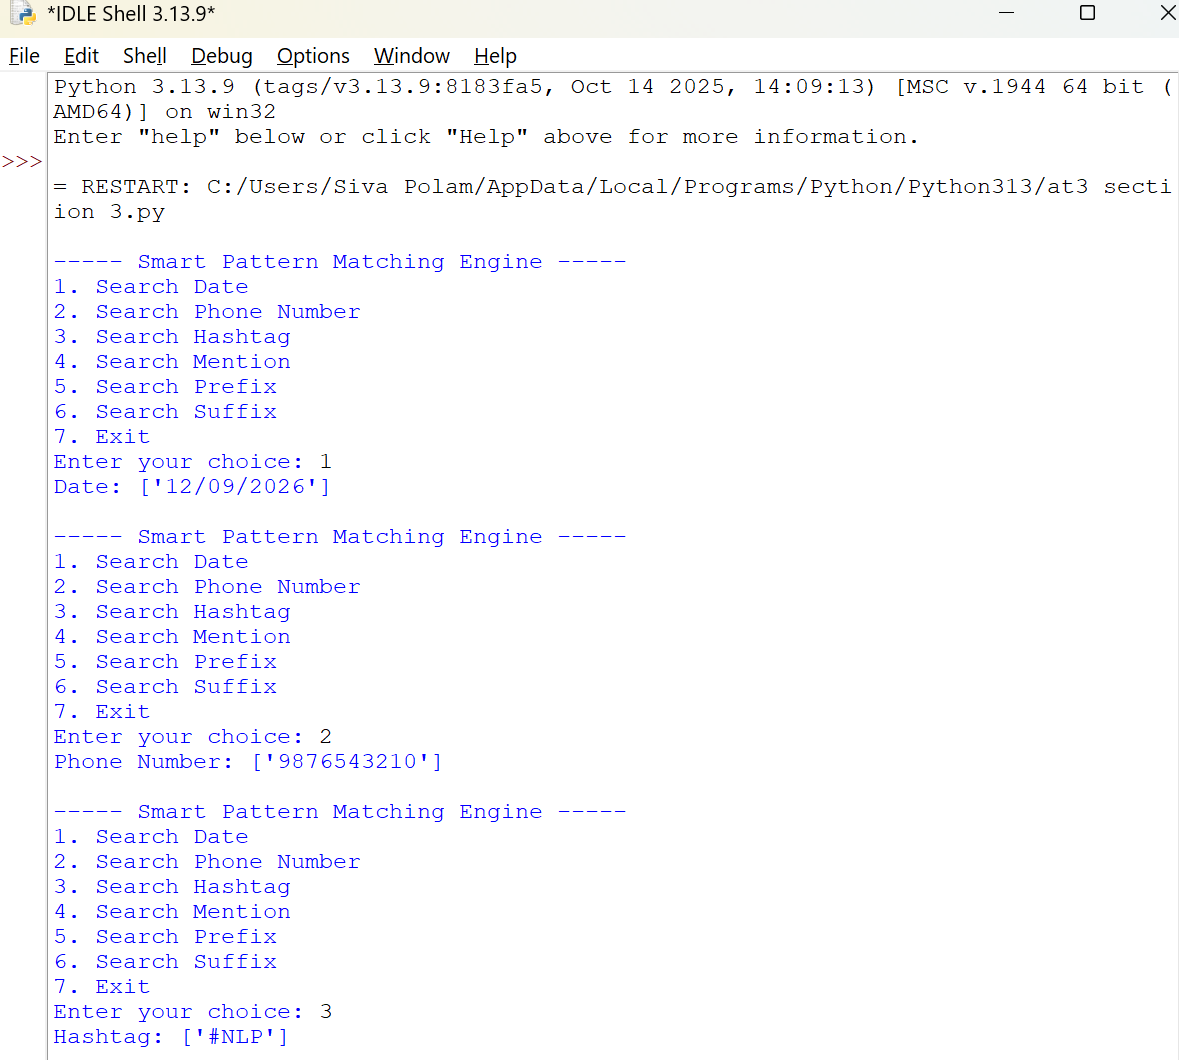 *IDLE Shell 3.13.9*
File Edit Shell Debug Options Window Help
Python 3.13.9 (tags/v3.13.9:8183fa5, Oct 14 2025, 14:09:13) [MSC v.1944 64 bit (
AMD64)] on win32
Enter "help" below or click "Help" above for more information.
>>>
= RESTART: C:/Users/Siva Polam/AppData/Local/Programs/Python/Python313/at3 secti
ion 3.py
----- Smart Pattern Matching Engine -----
1. Search Date
2. Search Phone Number
3. Search Hashtag
4. Search Mention
5. Search Prefix
6. Search Suffix
7. Exit
Enter your choice: 1
Date: ['12/09/2026']
----- Smart Pattern Matching Engine -----
1. Search Date
2. Search Phone Number
3. Search Hashtag
4. Search Mention
5. Search Prefix
6. Search Suffix
7. Exit
Enter your choice: 2
Phone Number: ['9876543210']
----- Smart Pattern Matching Engine -----
1. Search Date
2. Search Phone Number
3. Search Hashtag
4. Search Mention
5. Search Prefix
6. Search Suffix
7. Exit
Enter your choice: 3
Hashtag: ['#NLP']